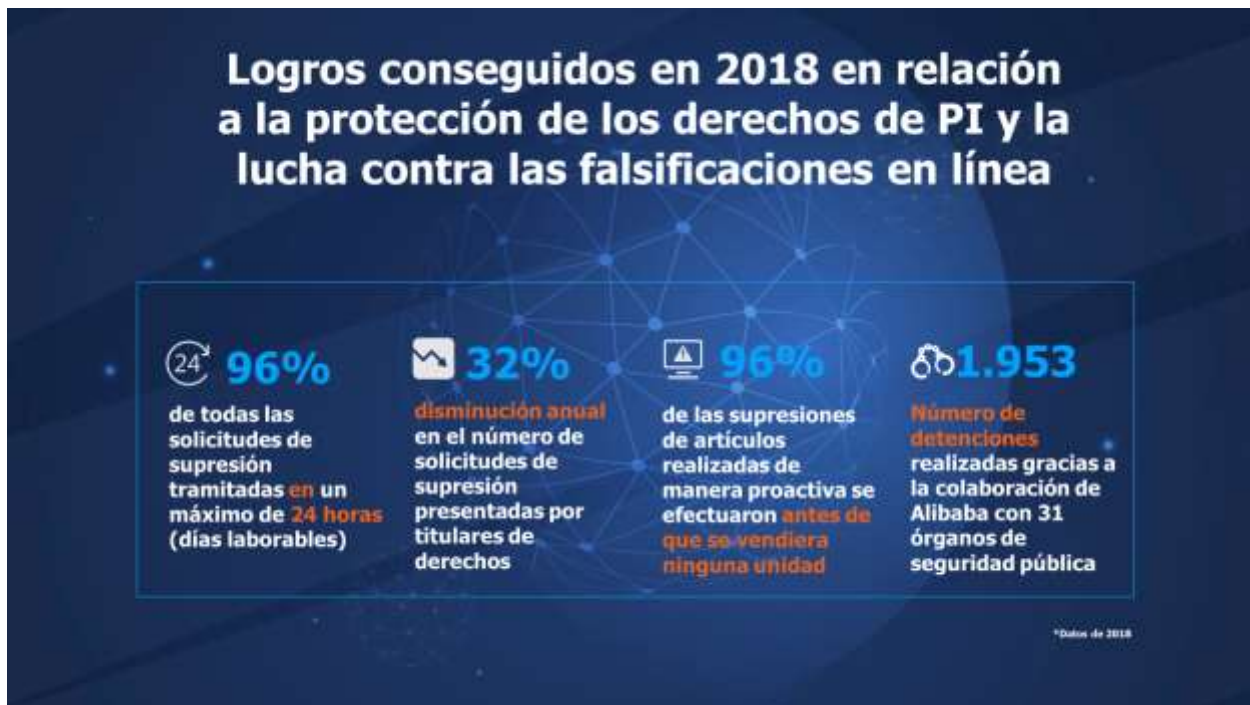 Logros conseguidos en 2018 en relación
a la protección de los derechos de PI y la
lucha contra las falsificaciones en línea
24
96%
de todas las
solicitudes de
supresión
tramitadas en un
máximo de 24 horas
(días laborables)
32%
disminución anual
en el número de
solicitudes de
supresión
presentadas por
titulares de
derechos
96%
de las supresiones
de artículos
realizadas de
manera proactiva se
efectuaron antes de
que se vendiera
ninguna unidad
1.953
Número de
detenciones
realizadas gracias a
la colaboración de
Alibaba con 31
órganos de
seguridad pública
*Datos de 2018